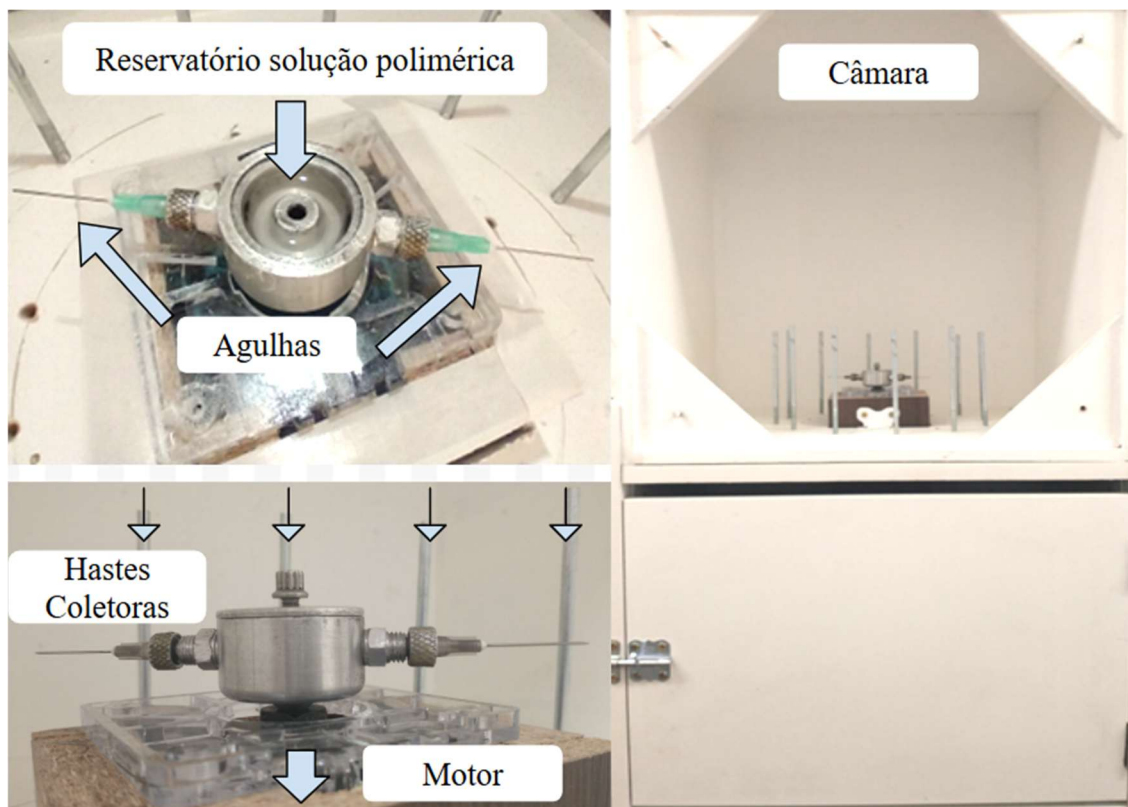 Reservatório solução polimérica
Agulhas
Câmara
Hastes
Coletoras
Motor